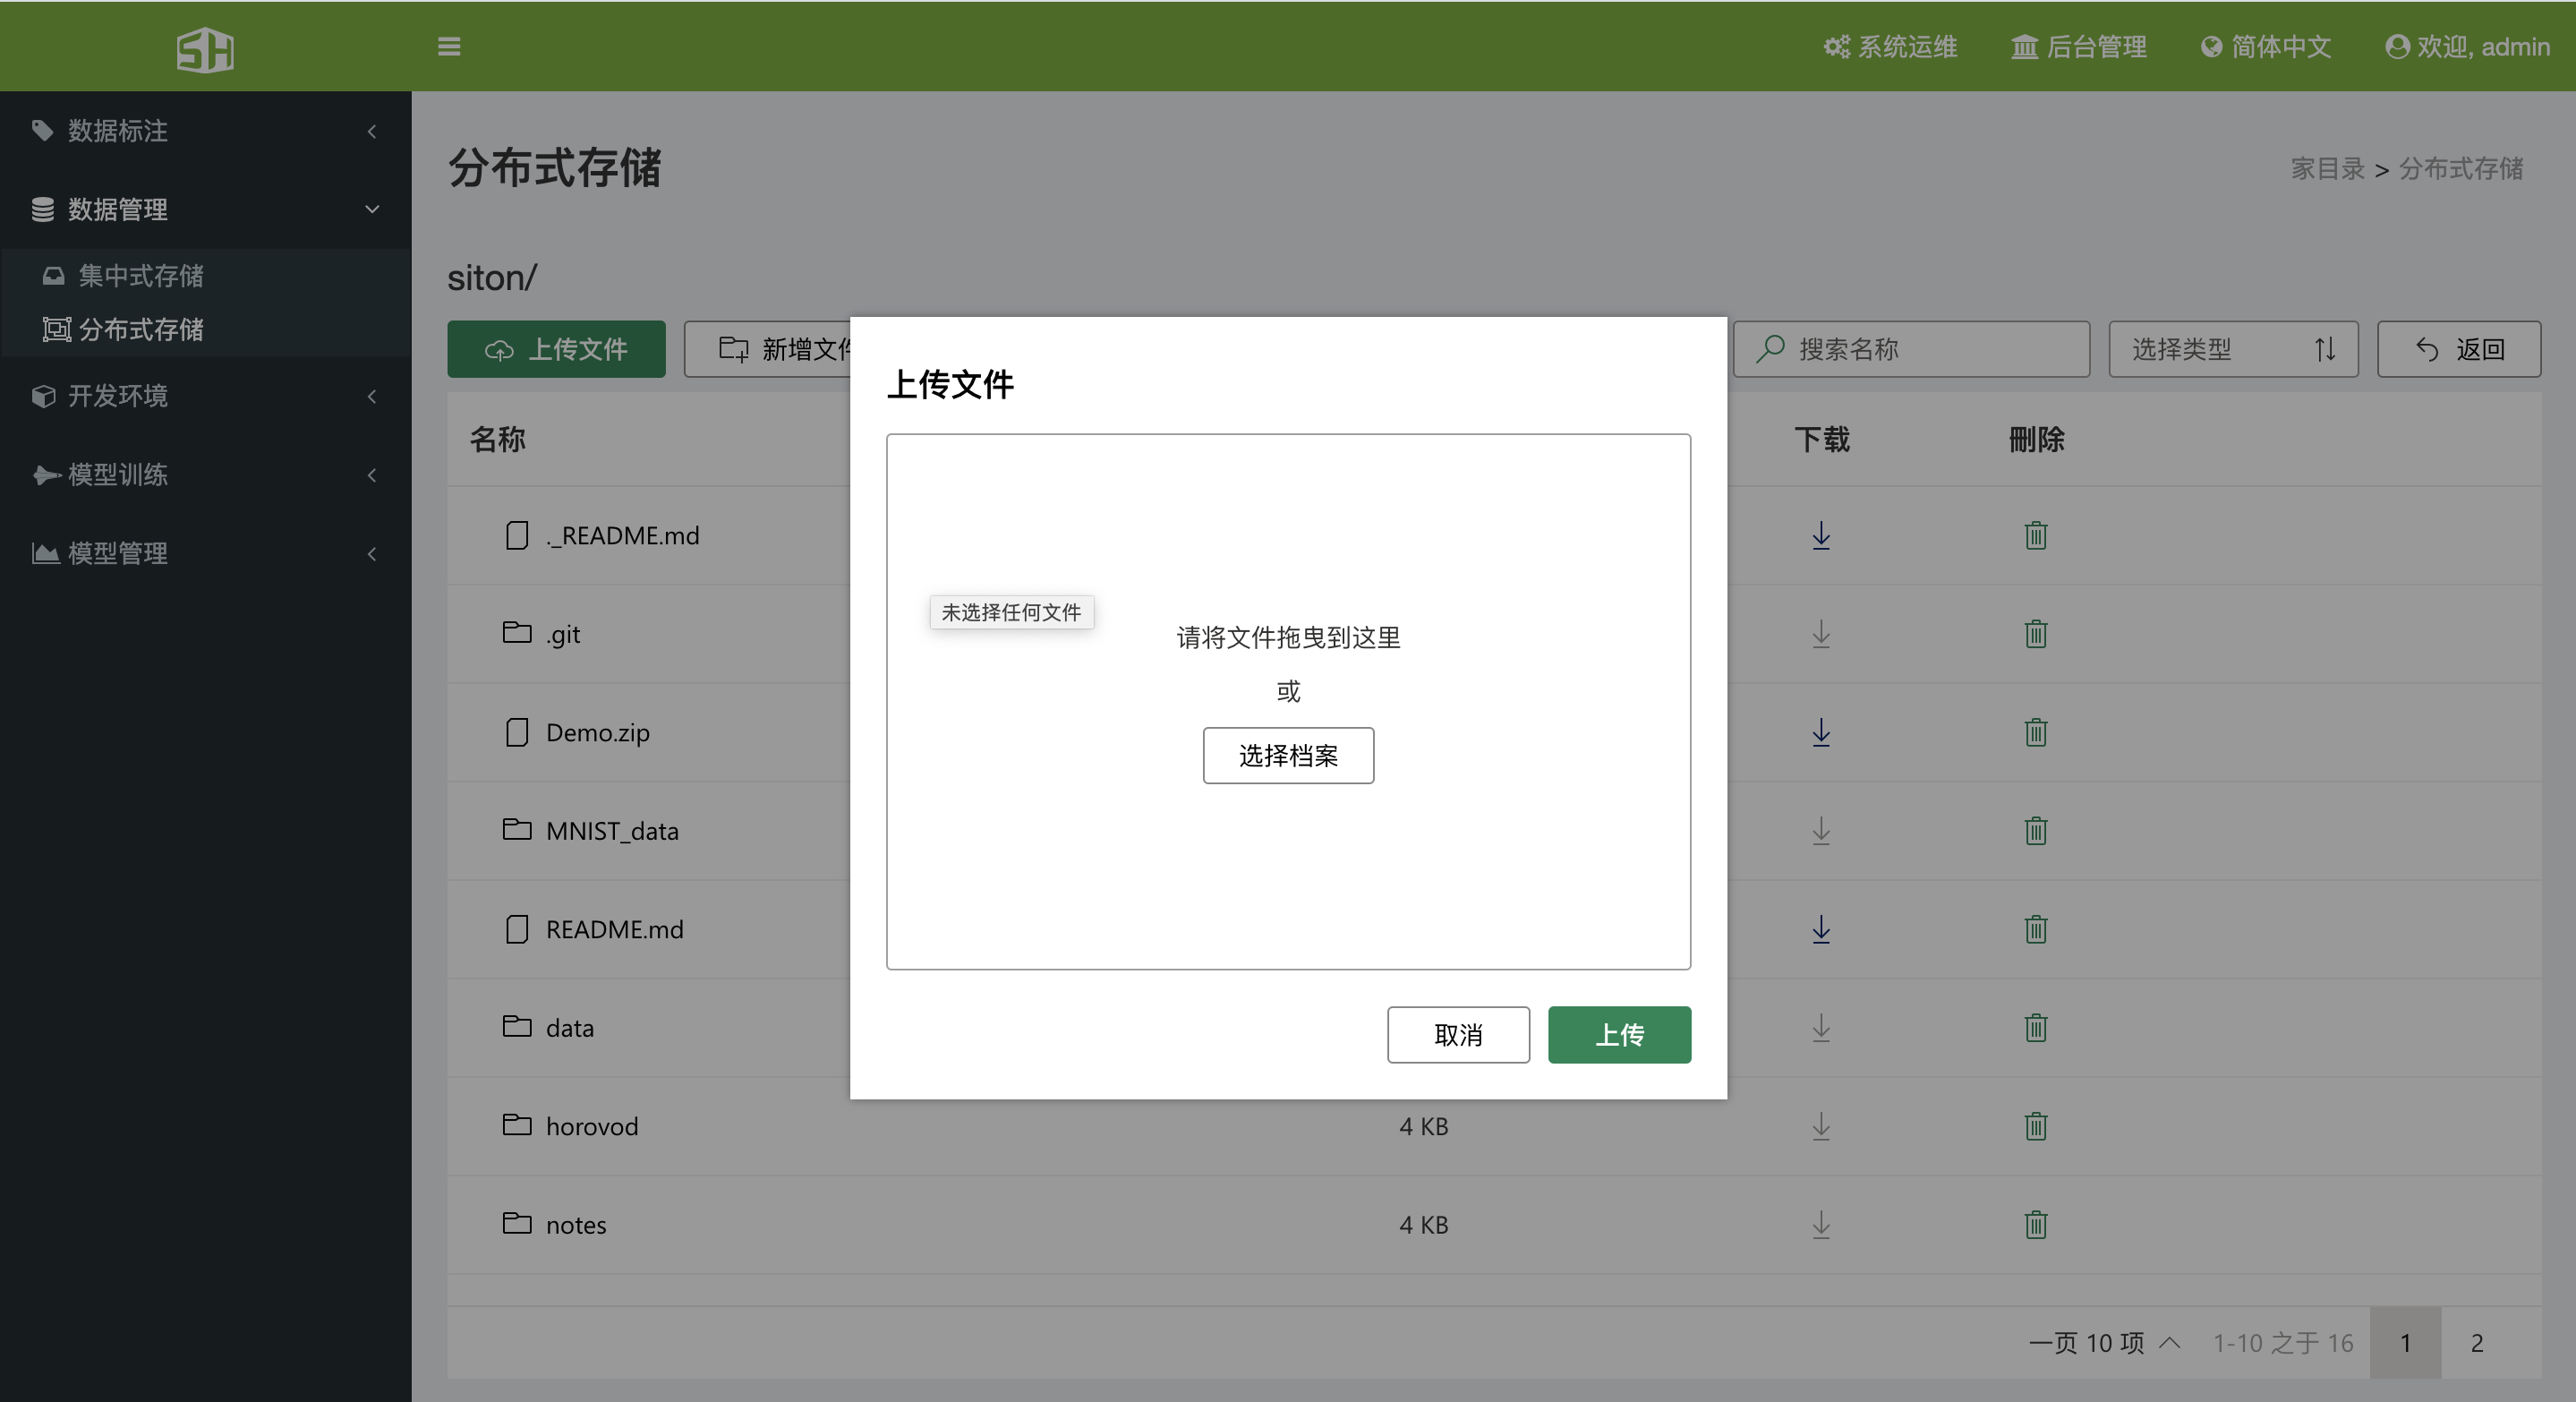 SH
系统运维
后台管理
简体中文
欢迎, admin
数据标注
数据管理
集中式存储
分布式存储
开发环境
模型训练
模型管理
分布式存储
家目录 > 分布式存储
siton/
上传文件
新增文件
搜索名称
选择类型
返回
名称
下载
刪除
._README.md
.git
Demo.zip
MNIST_data
README.md
data
horovod
4 KB
notes
4 KB
上传文件
未选择任何文件
请将文件拖曳到这里
或
选择档案
取消
上传
一页 10 项
1-10 之于 16
1
2